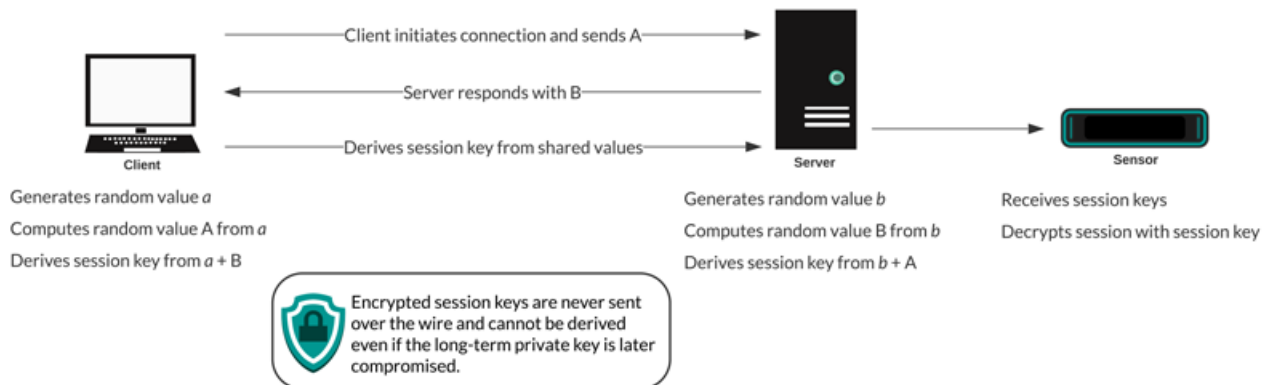 Client initiates connection and sends A
Server responds with B
Derives session key from shared values
Client
Server
Sensor
Generates random value a
Computes random value A from a
Derives session key from a + B
Generates random value b
Computes random value B from b
Derives session key from b + A
Receives session keys
Decrypts session with session key
Encrypted session keys are never sent
over the wire and cannot be derived
even if the long-term private key is later
compromised.